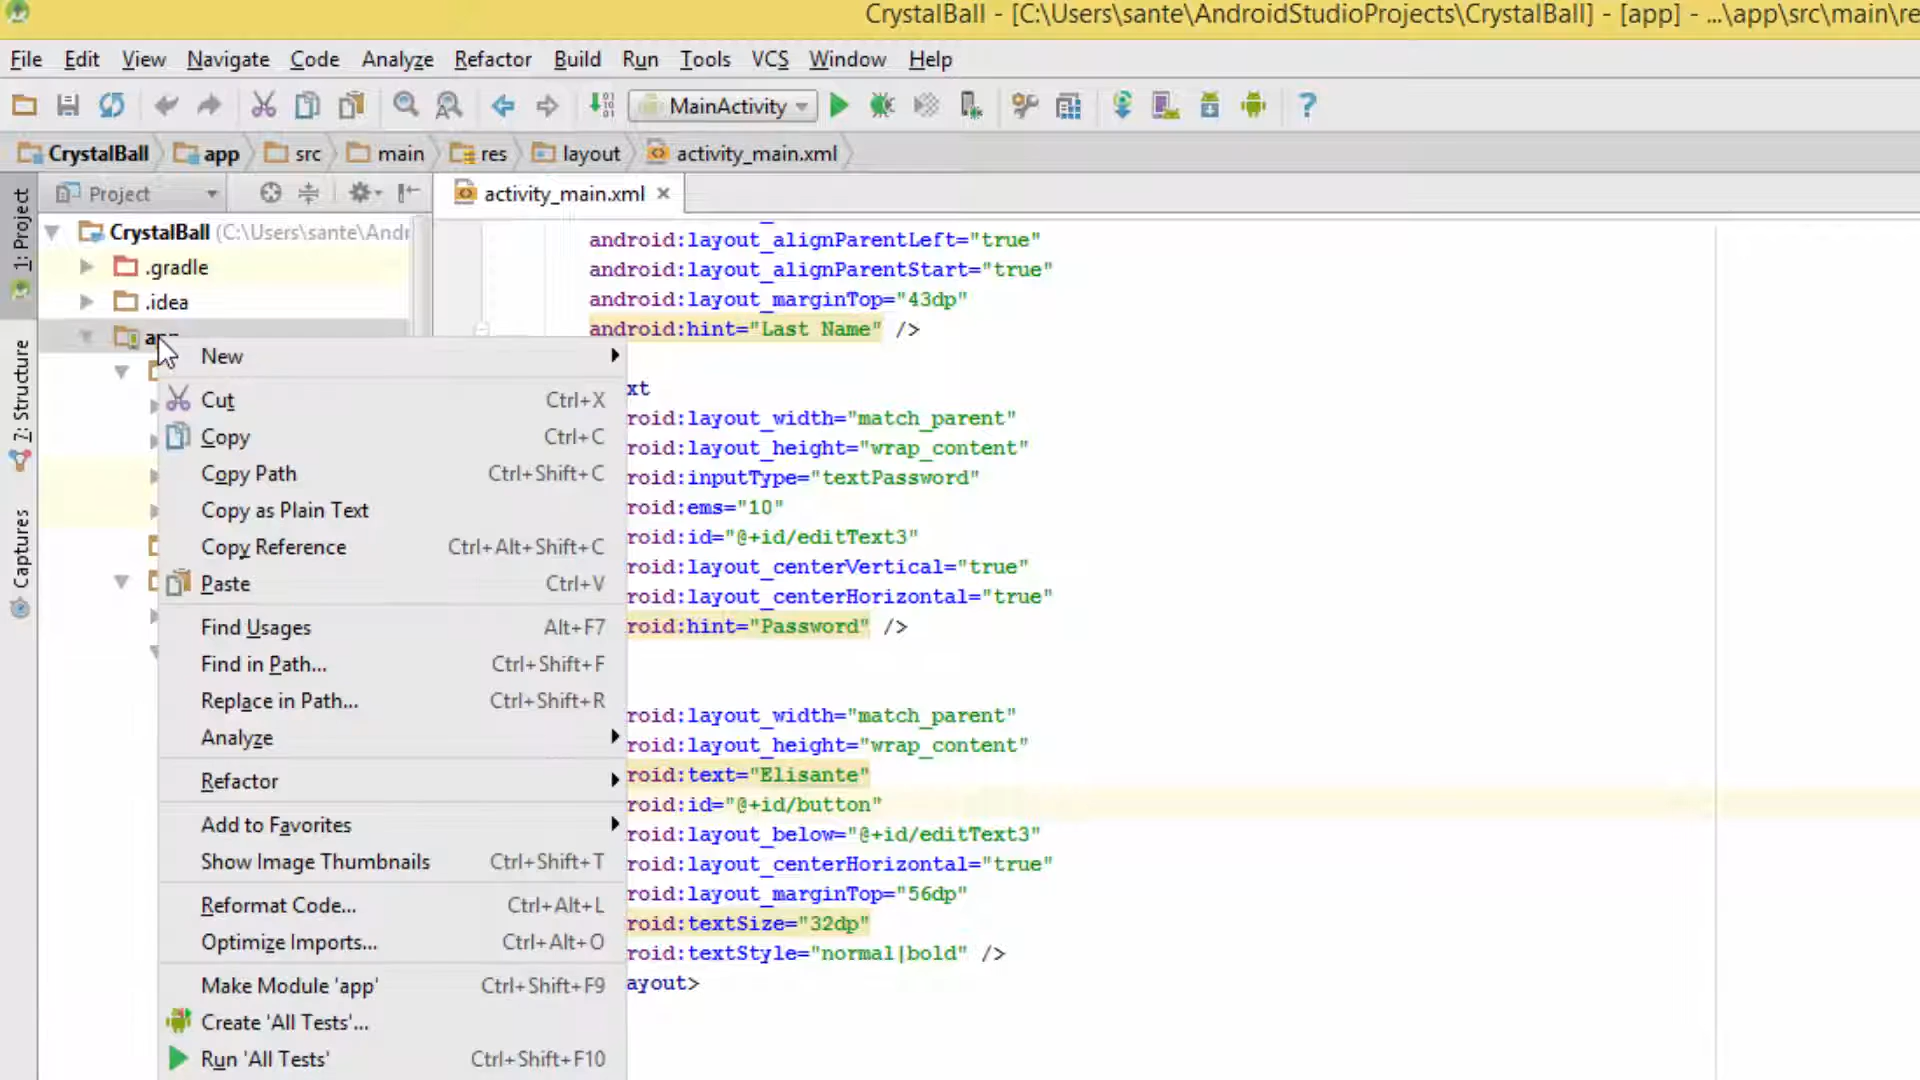 CrystalBall - [C:\Users\sante\AndroidStudioProjects\CrystalBall] - [app] - ...\app\src\main\re
File Edit View Navigate Code Analyze Refactor Build Run Tools VCS Window Help
MainActivity
CrystalBall app src main res layout activity_main.xml
Project
activity_main.xml
1: Project
7: Structure
Captures
CrystalBall (C:\Users\sante\Andr
.gradle
.idea
New
Cut Ctrl+X
Copy Ctrl+C
Copy Path Ctrl+Shift+C
Copy as Plain Text
Copy Reference Ctrl+Alt+Shift+C
Paste Ctrl+V
Find Usages Alt+F7
Find in Path... Ctrl+Shift+F
Replace in Path... Ctrl+Shift+R
Analyze
Refactor
Add to Favorites
Show Image Thumbnails Ctrl+Shift+T
Reformat Code... Ctrl+Alt+L
Optimize Imports... Ctrl+Alt+O
Make Module 'app' Ctrl+Shift+F9
Create 'All Tests'...
Run 'All Tests' Ctrl+Shift+F10
android:layout_alignParentLeft="true"
android:layout_alignParentStart="true"
android:layout_marginTop="43dp"
android:hint="Last Name" />
xt
roid:layout_width="match_parent"
roid:layout_height="wrap_content"
roid:inputType="textPassword"
roid:ems="10"
roid:id="@+id/editText3"
roid:layout_centerVertical="true"
roid:layout_centerHorizontal="true"
roid:hint="Password" />
roid:layout_width="match_parent"
roid:layout_height="wrap_content"
roid:text="Elisante"
roid:id="@+id/button"
roid:layout_below="@+id/editText3"
roid:layout_centerHorizontal="true"
roid:layout_marginTop="56dp"
roid:textSize="32dp"
roid:textStyle="normal|bold" />
ayout>